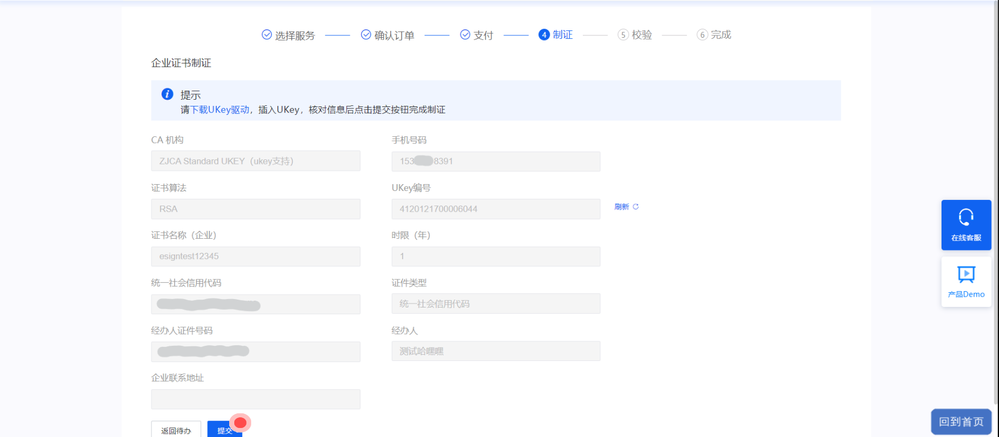 选择服务 确认订单 支付 4 制证 5 校验 6 完成
企业证书制证
提示
请下载UKey驱动，插入UKey，核对信息后点击提交按钮完成制证
CA 机构 手机号码
ZJCA Standard UKEY（ukey支持） 153 8391
证书算法 UKey编号
RSA 4120121700006044 刷新
证书名称（企业） 时限（年）
esigntest12345 1
统一社会信用代码 证件类型
统一社会信用代码
经办人证件号码 经办人
测试哈嘿嘿
企业联系地址
返回待办 提交
在线客服
产品Demo
回到首页